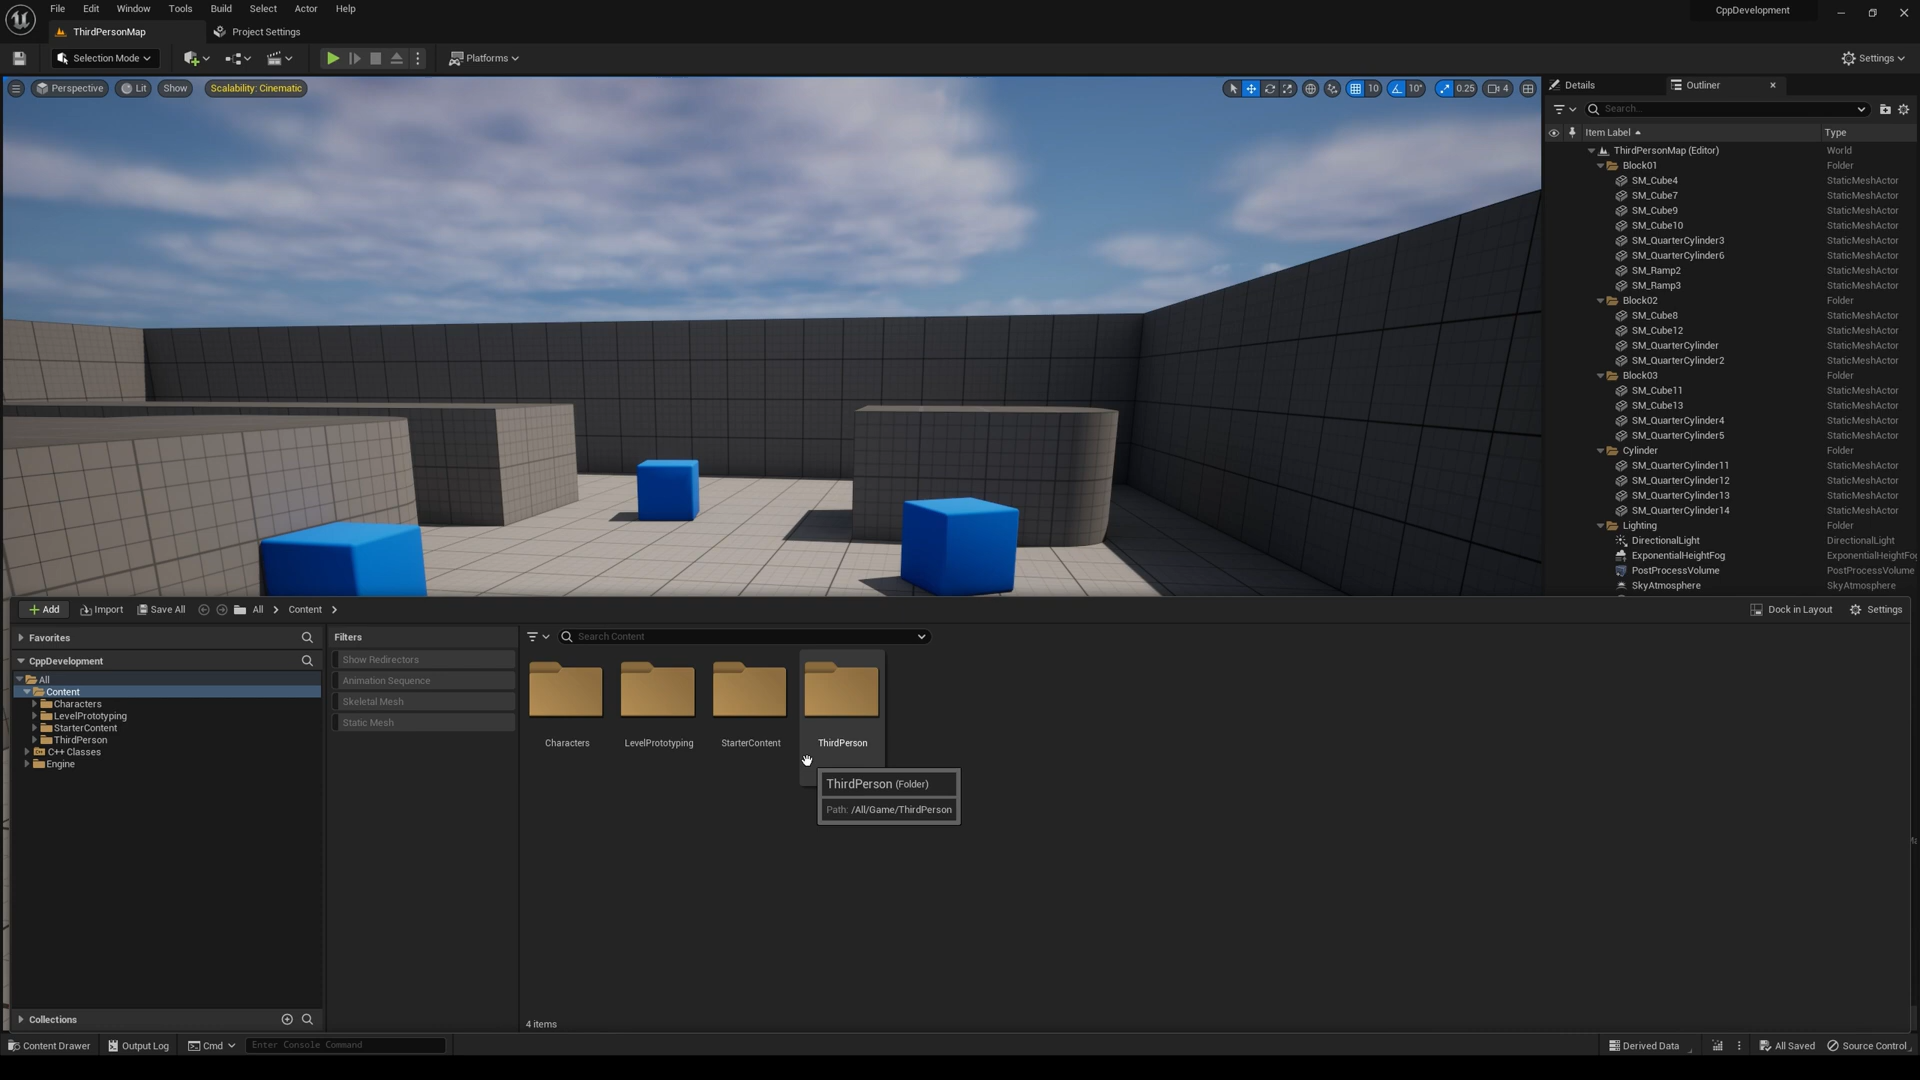 File Edit Window Tools Build Select Actor Help
CppDevelopment
ThirdPersonMap
Project Settings
Selection Mode
Platforms
Settings
Perspective
Lit
Show
Scalability: Cinematic
10
10°
0.25
4
Details
Outliner
Search...
Item Label
Type
ThirdPersonMap (Editor) World
Block01 Folder
SM_Cube4 StaticMeshActor
SM_Cube7 StaticMeshActor
SM_Cube9 StaticMeshActor
SM_Cube10 StaticMeshActor
SM_QuarterCylinder3 StaticMeshActor
SM_QuarterCylinder6 StaticMeshActor
SM_Ramp2 StaticMeshActor
SM_Ramp3 StaticMeshActor
Block02 Folder
SM_Cube8 StaticMeshActor
SM_Cube12 StaticMeshActor
SM_QuarterCylinder StaticMeshActor
SM_QuarterCylinder2 StaticMeshActor
Block03 Folder
SM_Cube11 StaticMeshActor
SM_Cube13 StaticMeshActor
SM_QuarterCylinder4 StaticMeshActor
SM_QuarterCylinder5 StaticMeshActor
Cylinder Folder
SM_QuarterCylinder11 StaticMeshActor
SM_QuarterCylinder12 StaticMeshActor
SM_QuarterCylinder13 StaticMeshActor
SM_QuarterCylinder14 StaticMeshActor
Lighting Folder
DirectionalLight DirectionalLight
ExponentialHeightFog ExponentialHeightFo
PostProcessVolume PostProcessVolume
SkyAtmosphere SkyAtmosphere
Add
Import
Save All
All
Content
Dock in Layout
Settings
Favorites
CppDevelopment
All
Content
Characters
LevelPrototyping
StarterContent
ThirdPerson
C++ Classes
Engine
Collections
Filters
Show Redirectors
Animation Sequence
Skeletal Mesh
Static Mesh
Search Content
Characters
LevelPrototyping
StarterContent
ThirdPerson
ThirdPerson (Folder)
Path: /All/Game/ThirdPerson
4 items
Content Drawer
Output Log
Cmd
Enter Console Command
Derived Data
All Saved
Source Control